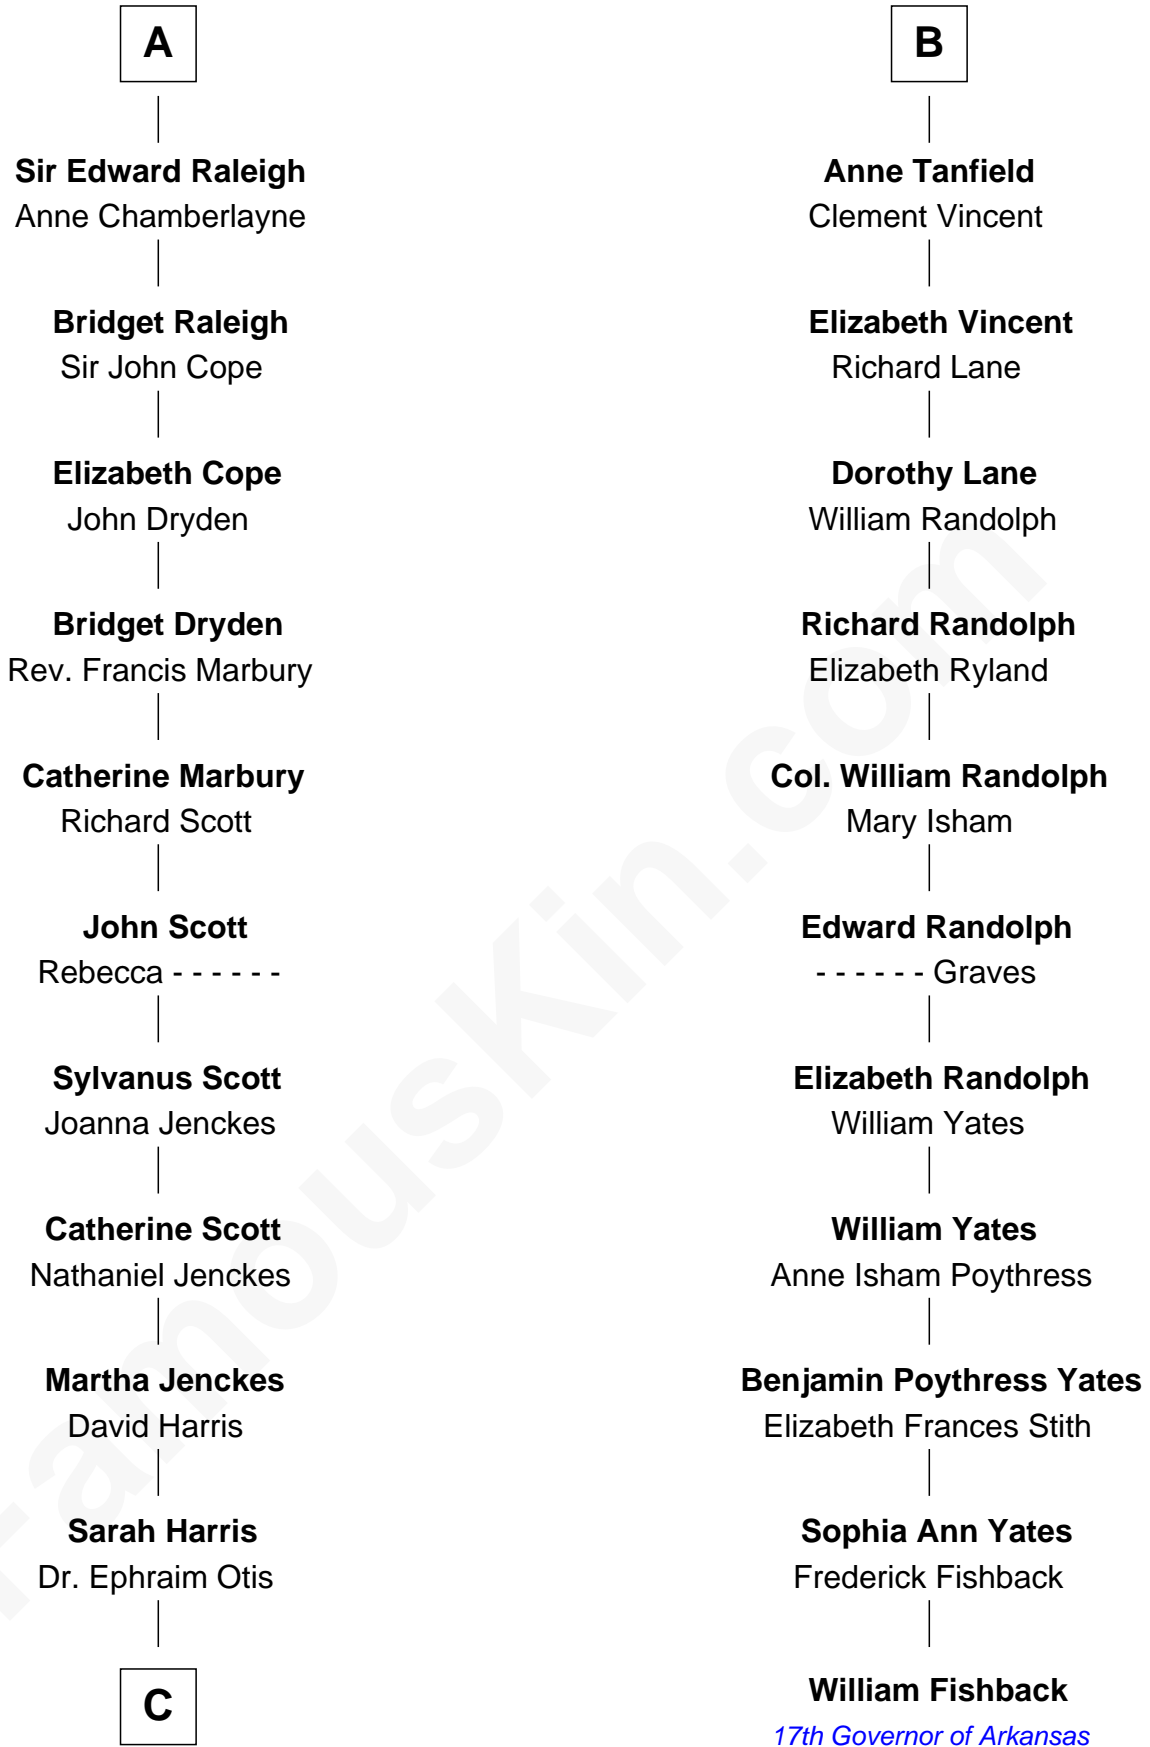 A
Sir Edward Raleigh
Anne Chamberlayne
Bridget Raleigh
Sir John Cope
Elizabeth Cope
John Dryden
Bridget Dryden
Rev. Francis Marbury
Catherine Marbury
Richard Scott
John Scott
Rebecca - - - - - -
Sylvanus Scott
Joanna Jenckes
Catherine Scott
Nathaniel Jenckes
Martha Jenckes
David Harris
Sarah Harris
Dr. Ephraim Otis
C
B
Anne Tanfield
Clement Vincent
Elizabeth Vincent
Richard Lane
Dorothy Lane
William Randolph
Richard Randolph
Elizabeth Ryland
Col. William Randolph
Mary Isham
Edward Randolph
- - - - - - Graves
Elizabeth Randolph
William Yates
William Yates
Anne Isham Poythress
Benjamin Poythress Yates
Elizabeth Frances Stith
Sophia Ann Yates
Frederick Fishback
William Fishback
17th Governor of Arkansas
FamousKin.com